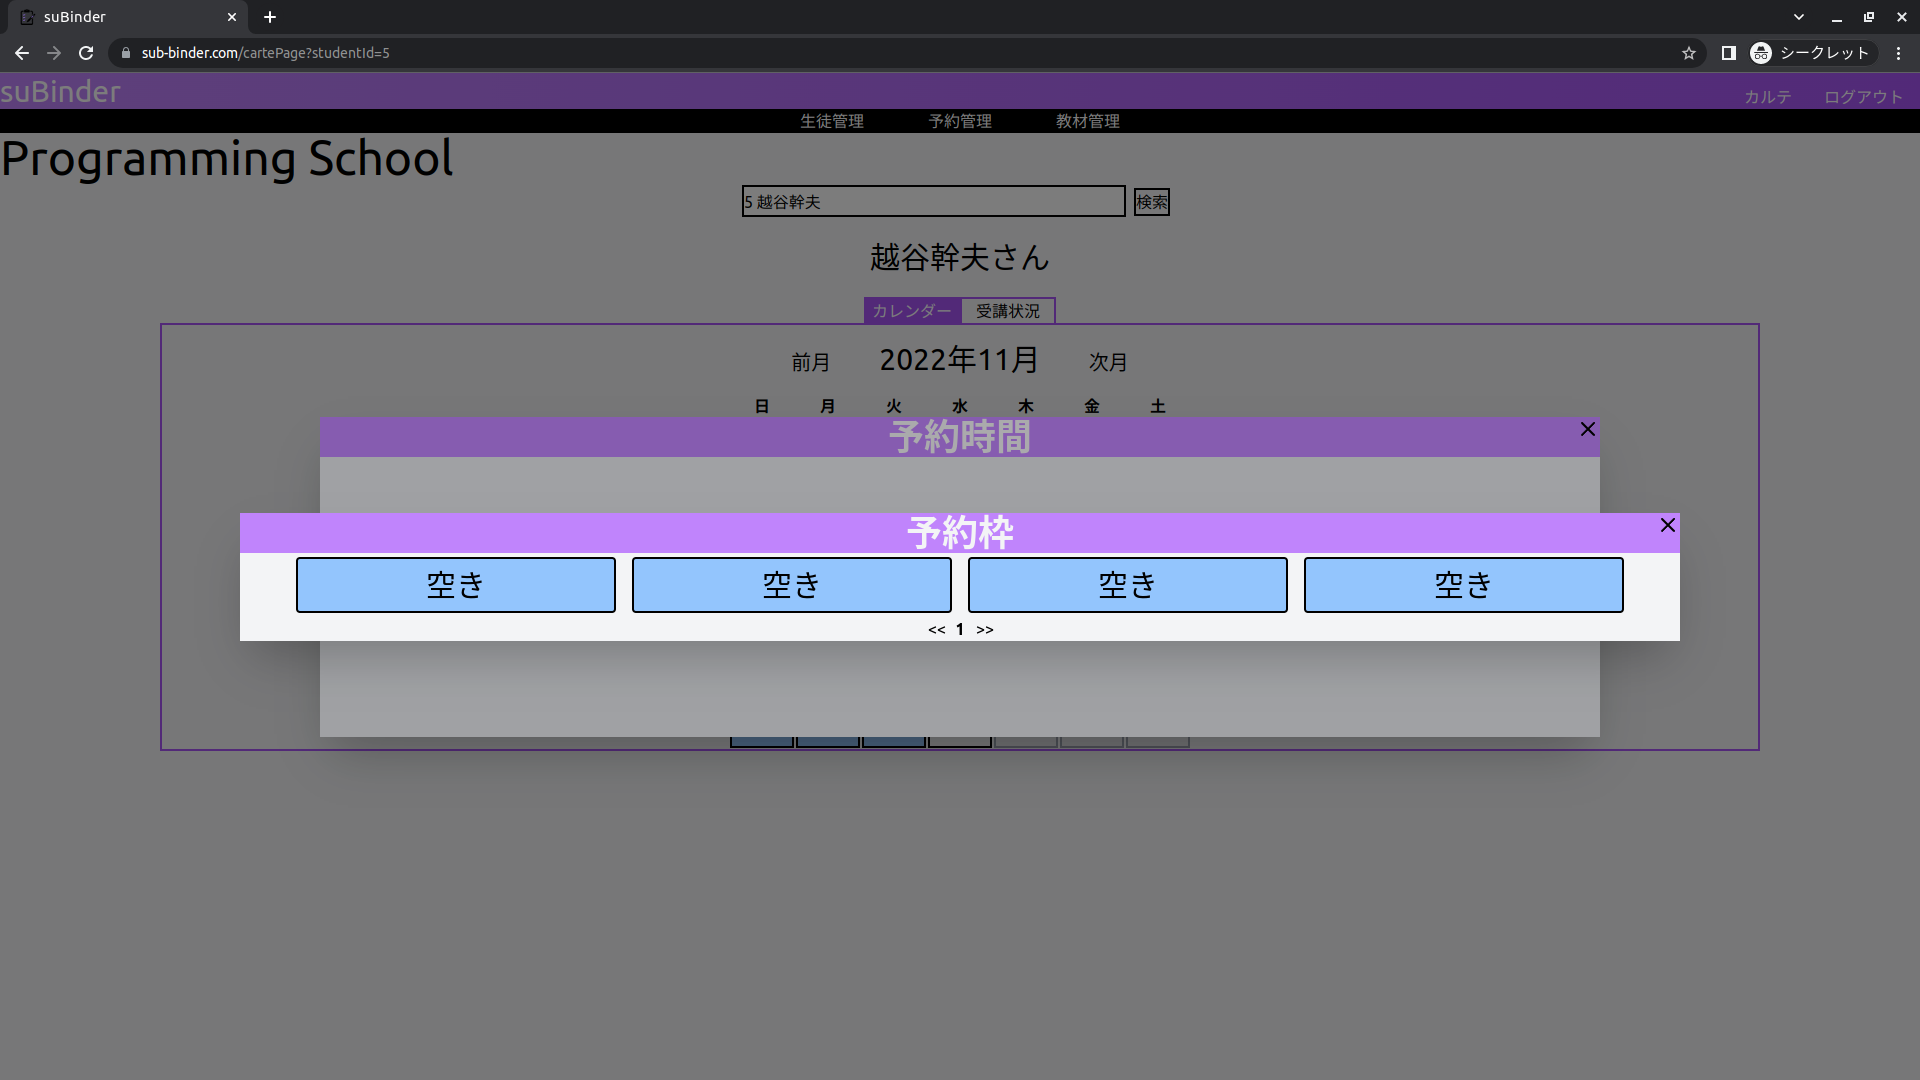 suBinder
sub-binder.com/cartePage?studentId=5
シークレット
suBinder
カルテ ログアウト
生徒管理 予約管理 教材管理
Programming School
5 越谷幹夫 検索
越谷幹夫さん
カレンダー 受講状況
前月 2022年11月 次月
日 月 火 水 木 金 土
予約時間
予約枠
空き 空き 空き 空き
<< 1 >>